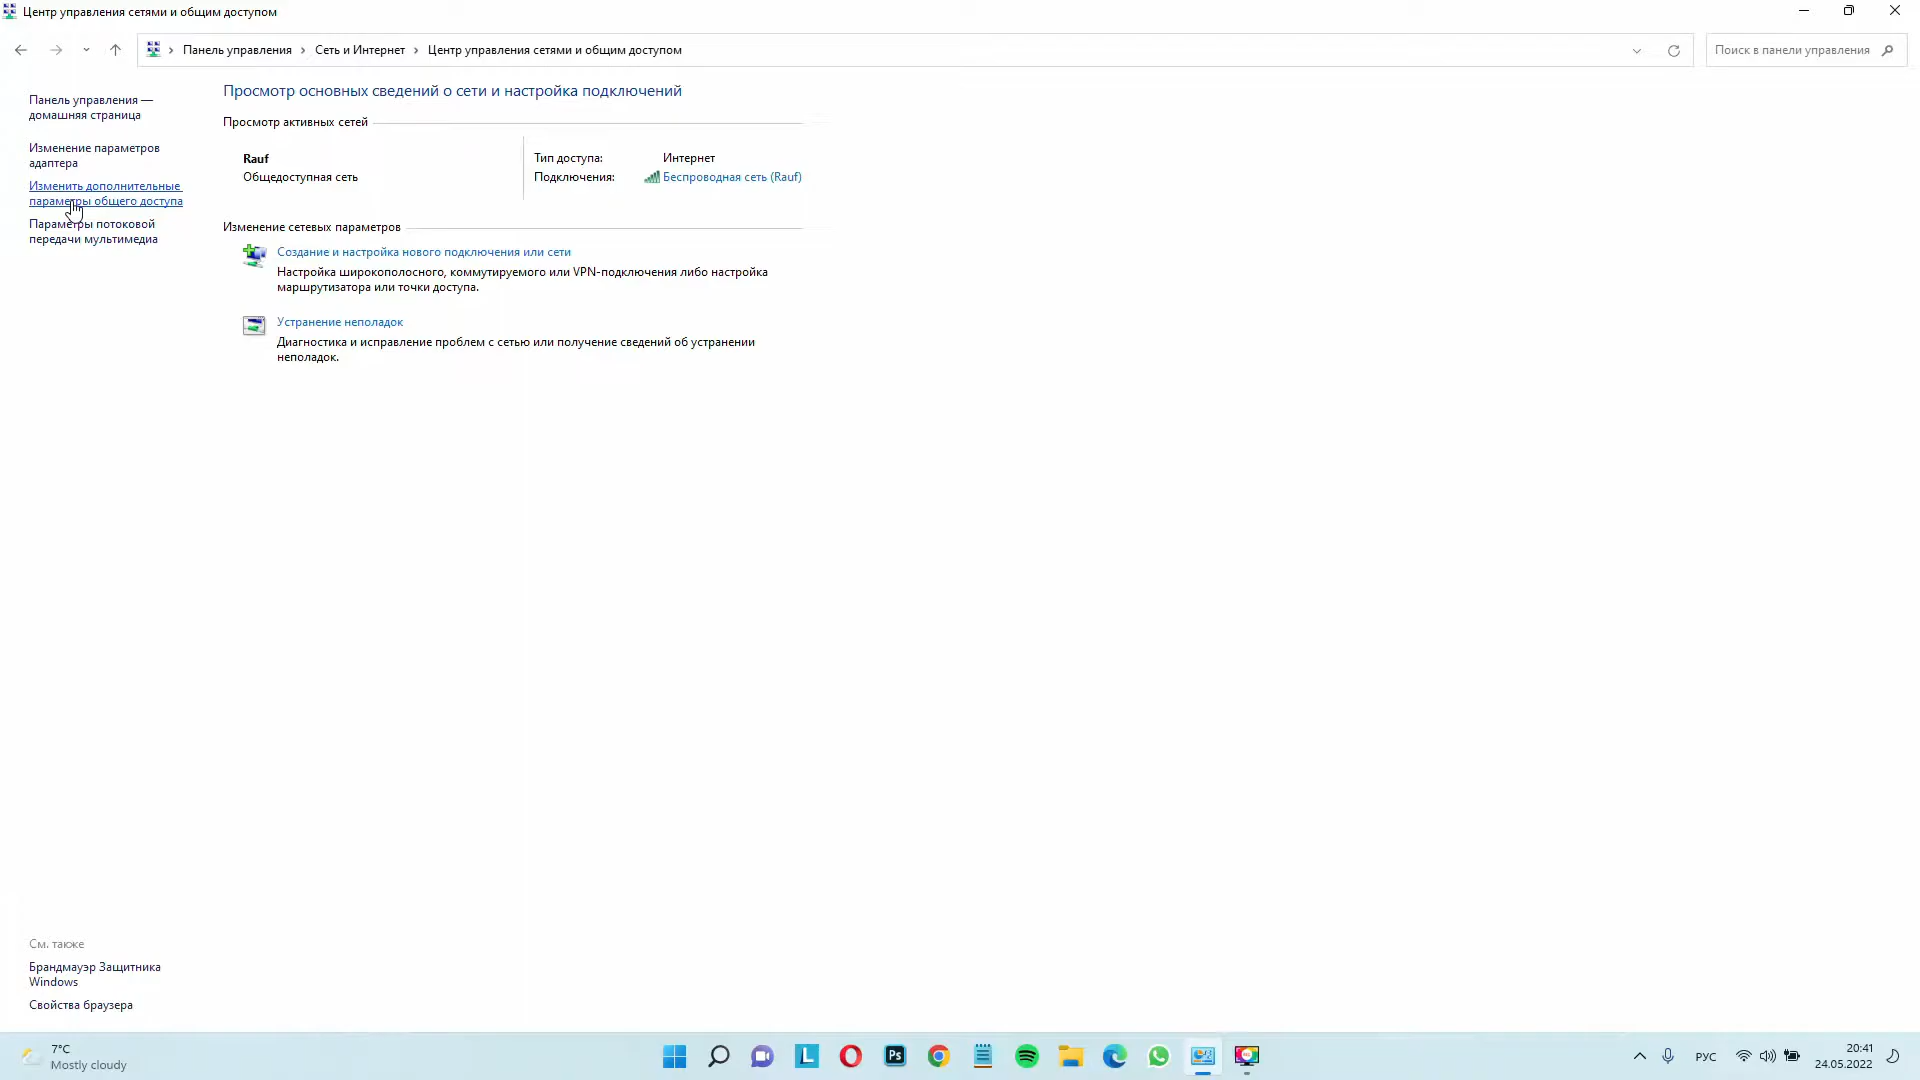 Центр управления сетями и общим доступом
Панель управления
Сеть и Интернет
Центр управления сетями и общим доступом
Поиск в панели управления
Панель управления —
домашняя страница
Изменение параметров
адаптера
Изменить дополнительные
параметры общего доступа
Параметры потоковой
передачи мультимедиа
Просмотр основных сведений о сети и настройка подключений
Просмотр активных сетей
Rauf
Общедоступная сеть
Тип доступа:
Интернет
Подключения:
Беспроводная сеть (Rauf)
Изменение сетевых параметров
Создание и настройка нового подключения или сети
Настройка широкополосного, коммутируемого или VPN-подключения либо настройка
маршрутизатора или точки доступа.
Устранение неполадок
Диагностика и исправление проблем с сетью или получение сведений об устранении
неполадок.
См. также
Брандмауэр Защитника
Windows
Свойства браузера
7°C
Mostly cloudy
L
Ps
РУС
20:41
24.05.2022